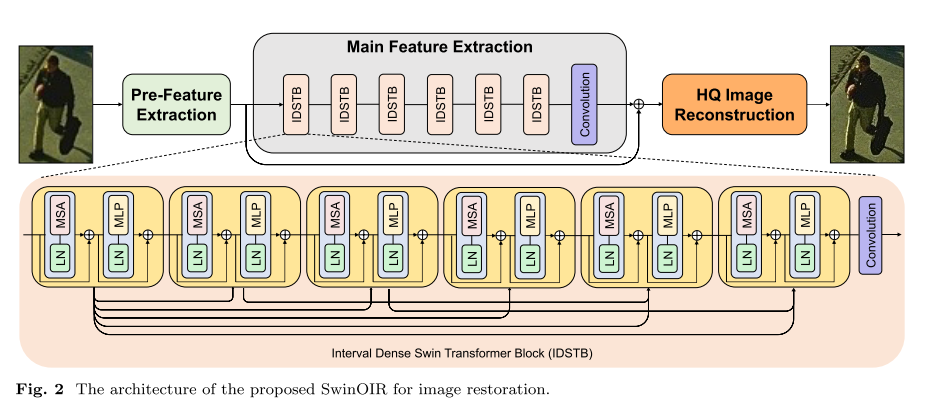 Main Feature Extraction
Pre-Feature
Extraction
IDSTB
IDSTB
IDSTB
IDSTB
IDSTB
IDSTB
Convolution
HQ Image
Reconstruction
MSA
MLP
MSA
MLP
MSA
MLP
MSA
MLP
MSA
MLP
MSA
MLP
Convolution
LN
LN
LN
LN
LN
LN
LN
LN
LN
LN
LN
LN
Interval Dense Swin Transformer Block (IDSTB)
Fig. 2 The architecture of the proposed SwinOIR for image restoration.